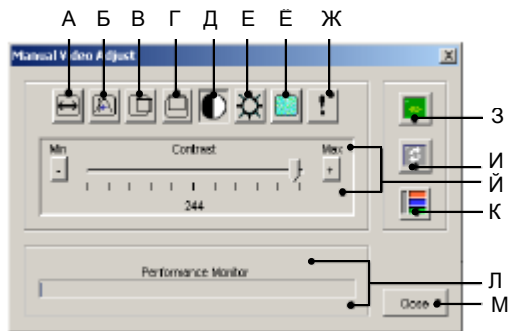 А Б В Г Д Е Ё Ж
Manual Video Adjust
З
Min Contrast Max
И
- +
Й
К
244
Performance Monitor
Л
Close
М